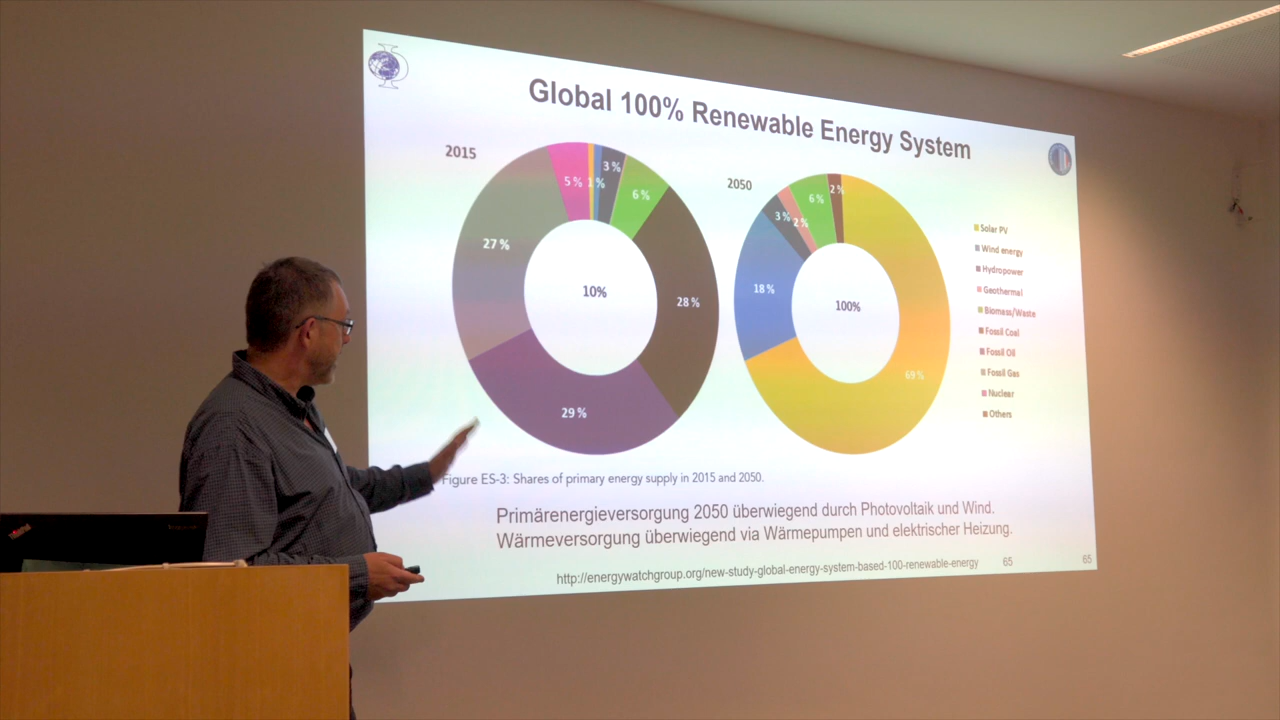 Global 100% Renewable Energy System
2015
5 %
1 %
3 %
6 %
27 %
10%
28 %
29 %
2050
3 %
2 %
6 %
2 %
18 %
100%
69 %
Solar PV
Wind energy
Hydropower
Geothermal
Biomass/Waste
Fossil Coal
Fossil Oil
Fossil Gas
Nuclear
Others
Figure ES-3: Shares of primary energy supply in 2015 and 2050.
Primärenergieversorgung 2050 überwiegend durch Photovoltaik und Wind.
Wärmeversorgung überwiegend via Wärmepumpen und elektrischer Heizung.
http://energywatchgroup.org/new-study-global-energy-system-based-100-renewable-energy
65
65
ThinkPad